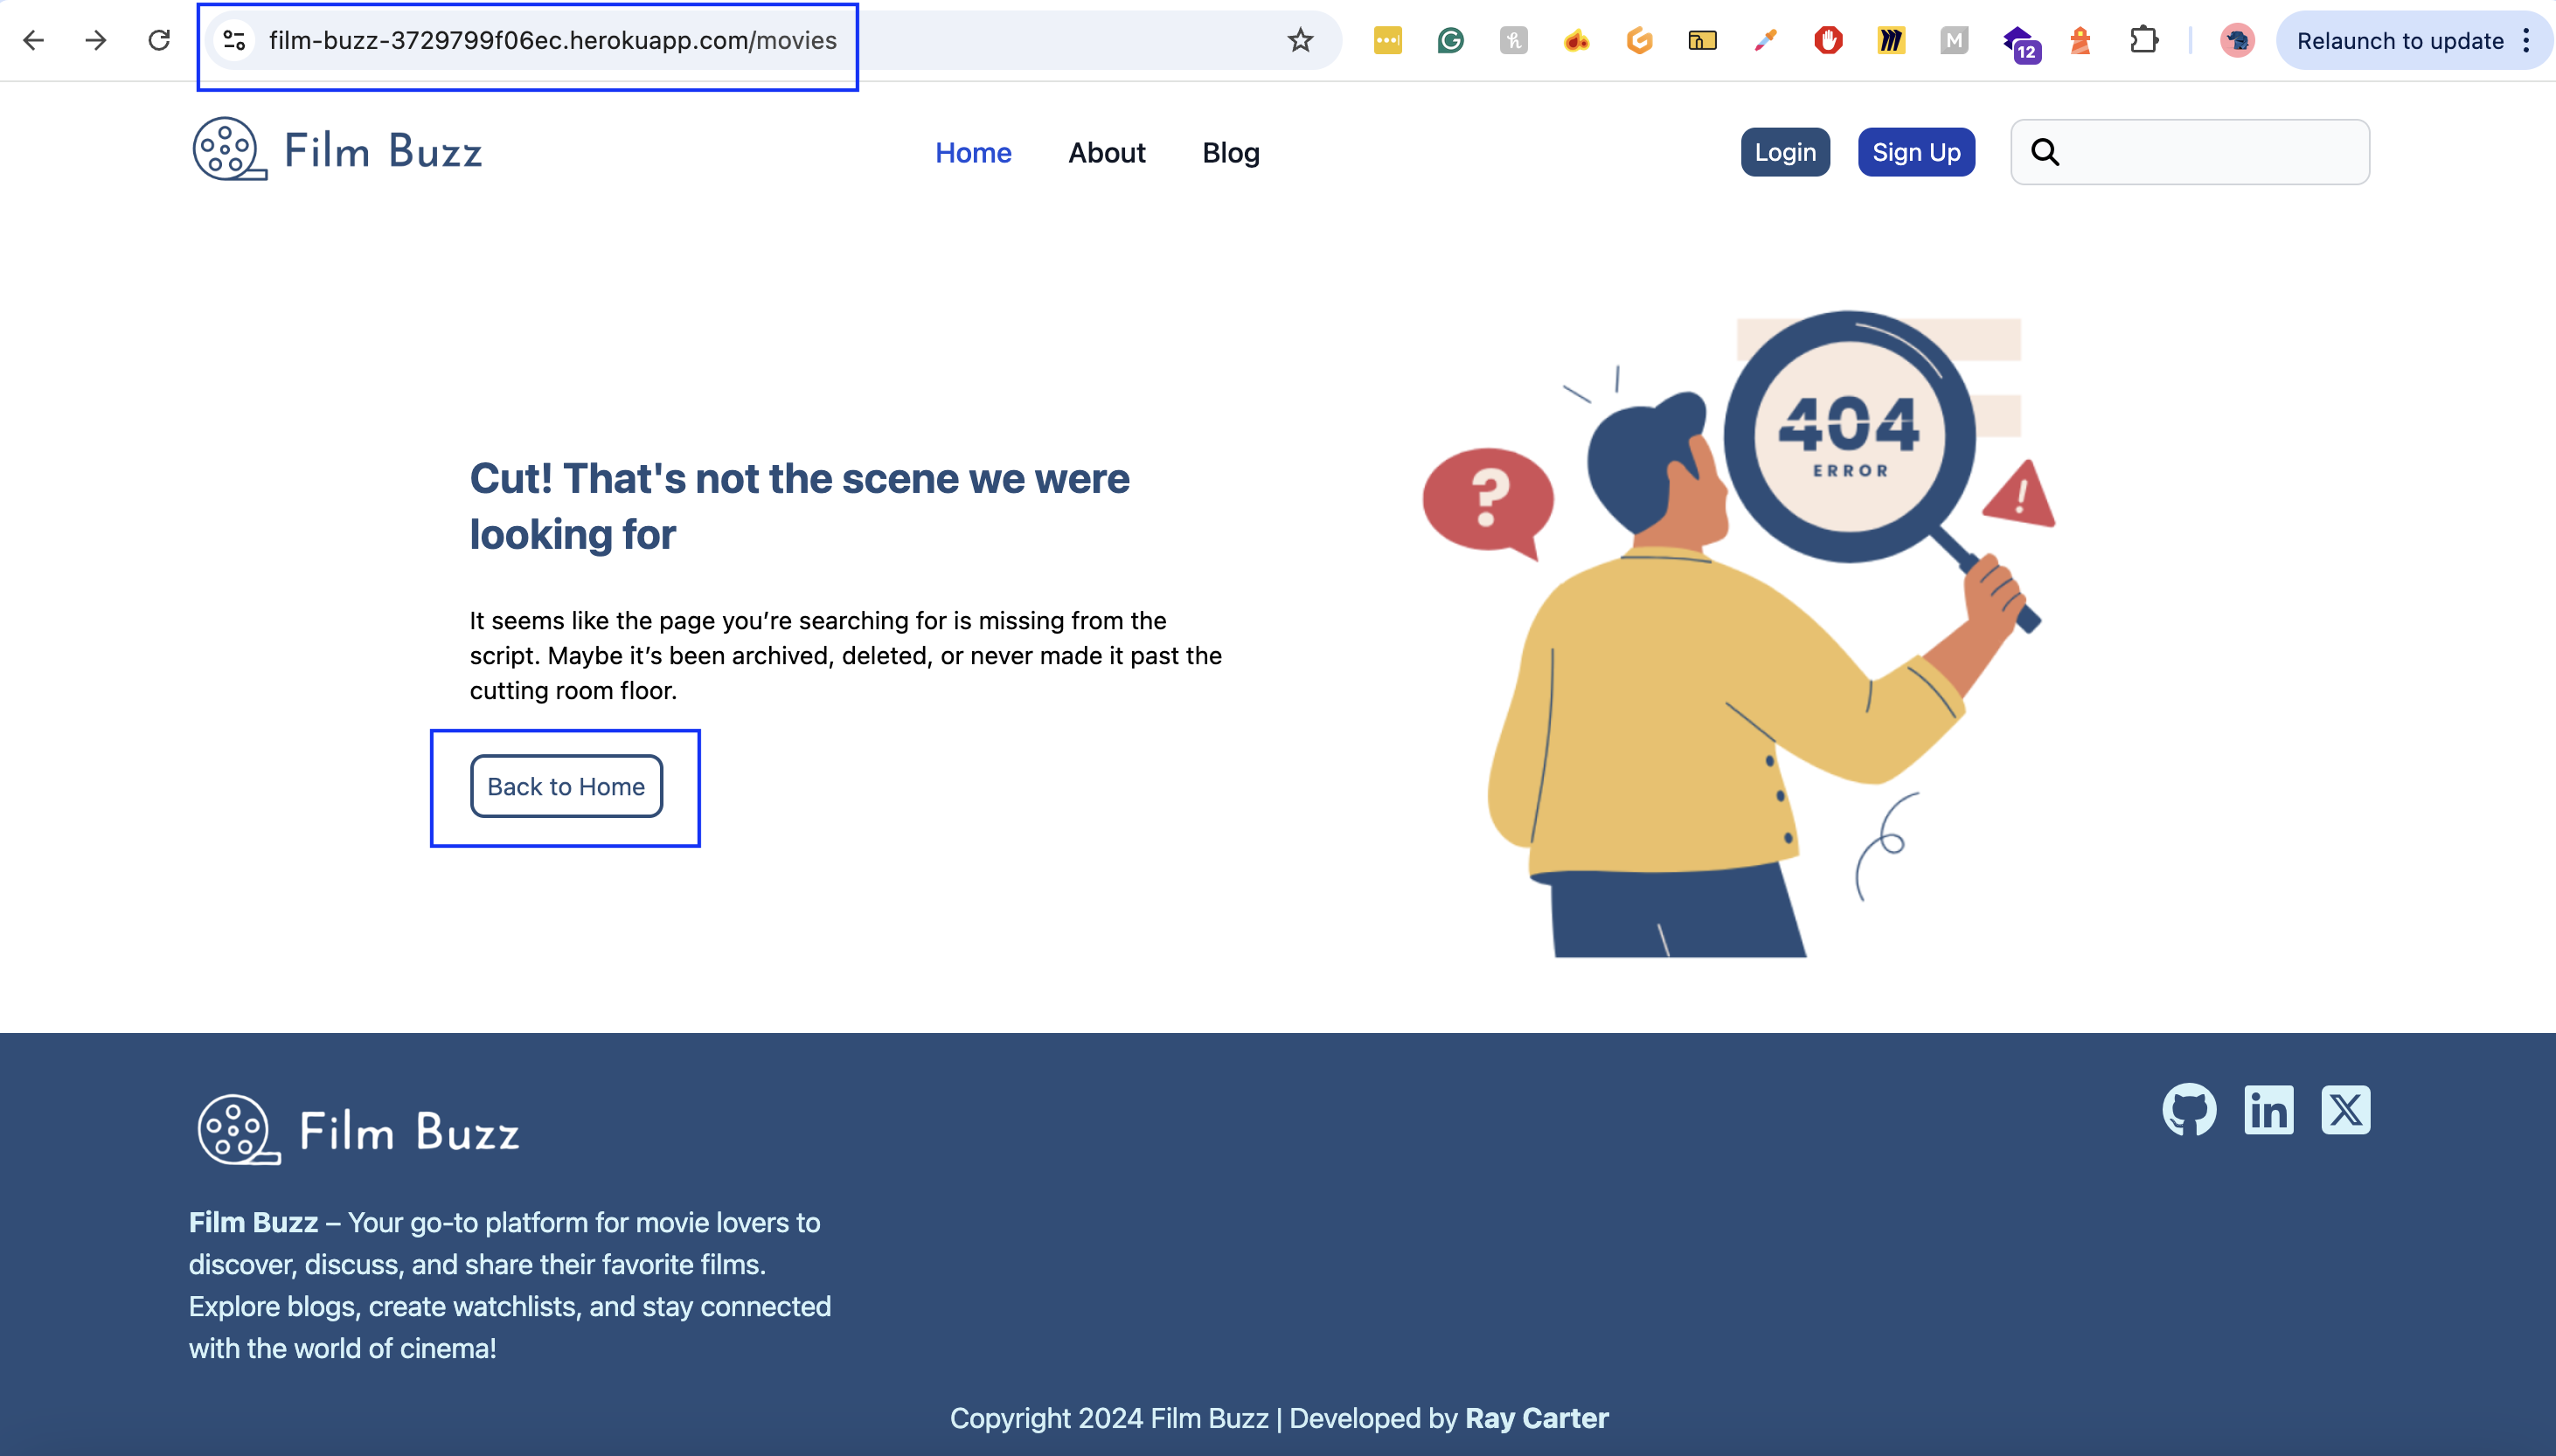 film-buzz-3729799f06ec.herokuapp.com/movies
12
M
Relaunch to update
Film Buzz
Home
About
Blog
Login
Sign Up
404
ERROR
?
!
Cut! That's not the scene we were
looking for
It seems like the page you’re searching for is missing from the
script. Maybe it’s been archived, deleted, or never made it past the
cutting room floor.
Back to Home
Film Buzz
in
X
Film Buzz – Your go-to platform for movie lovers to
discover, discuss, and share their favorite films.
Explore blogs, create watchlists, and stay connected
with the world of cinema!
Copyright 2024 Film Buzz | Developed by Ray Carter